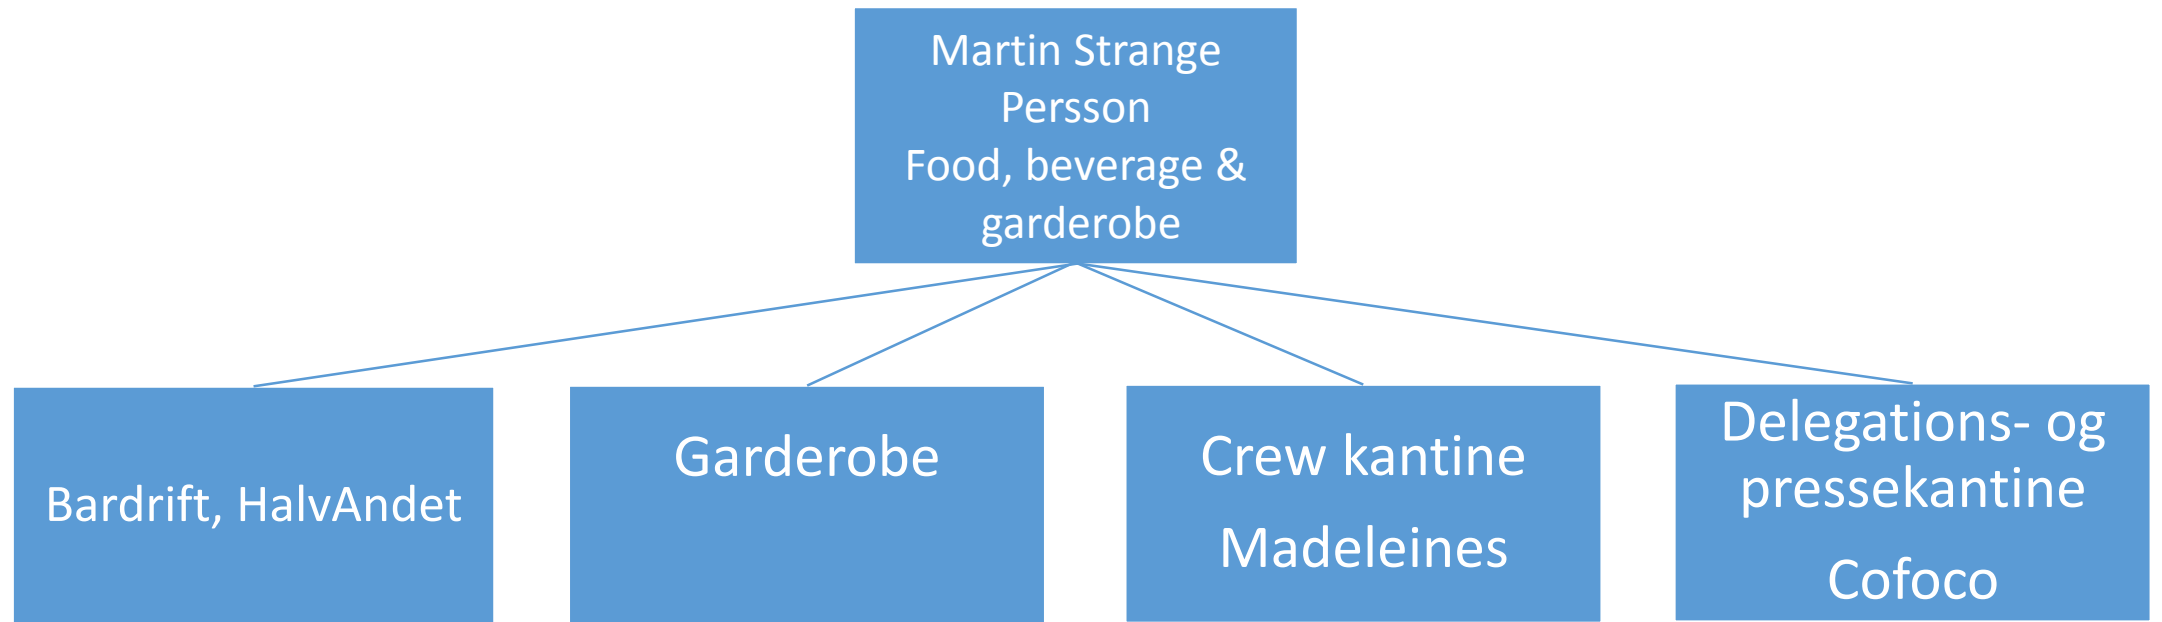 Martin Strange
Persson
Food, beverage &
garderobe
Bardrift, HalvAndet
Garderobe
Crew kantine
Madeleines
Delegations- og
pressekantine
Cofoco